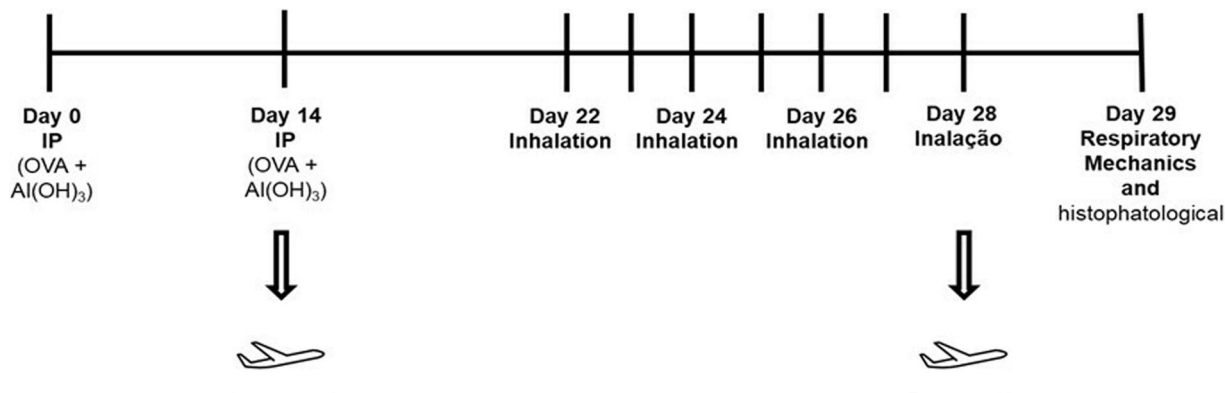 Day 0
IP
(OVA +
Al(OH)₃)
Day 14
IP
(OVA +
Al(OH)₃)
Day 22
Inhalation
Day 24
Inhalation
Day 26
Inhalation
Day 28
Inalação
Day 29
Respiratory
Mechanics
and
histophatological